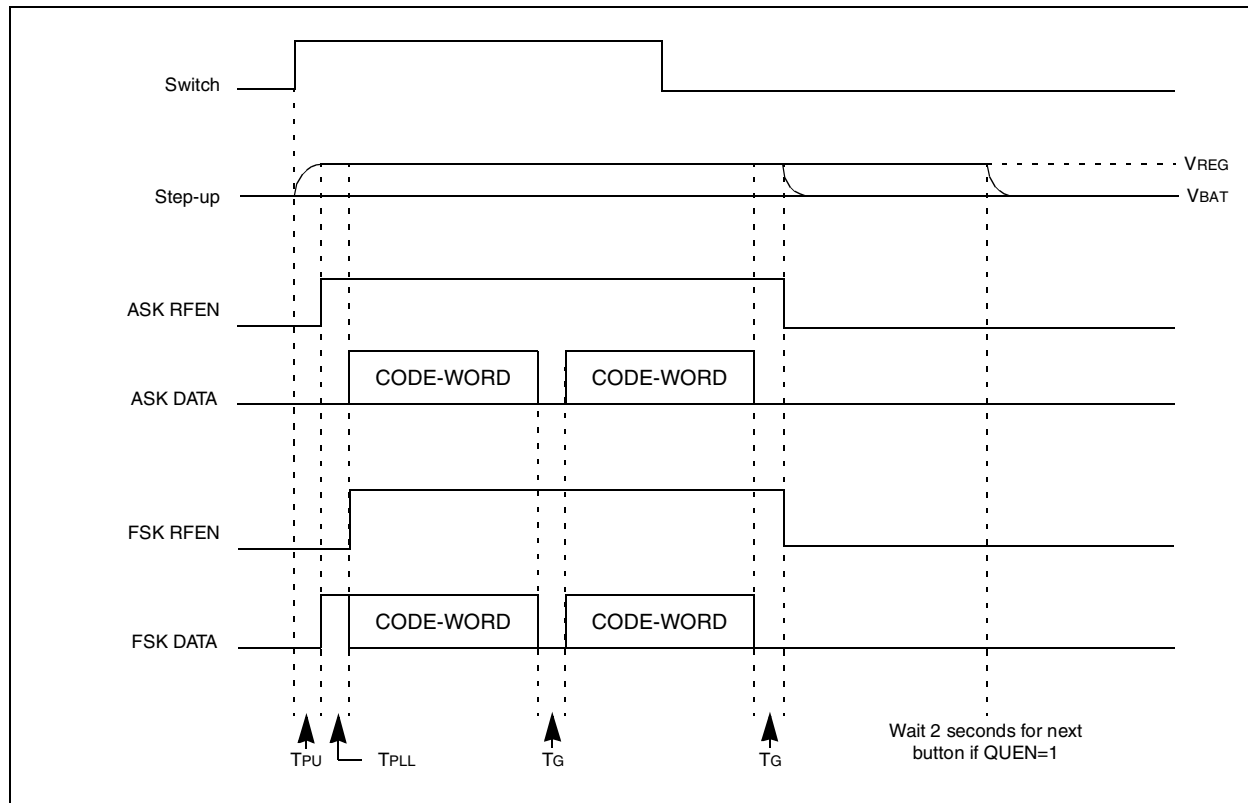 Switch
VREG
Step-up
VBAT
ASK RFEN
CODE-WORD CODE-WORD
ASK DATA
FSK RFEN
CODE-WORD CODE-WORD
FSK DATA
TPU TPLL TG TG
Wait 2 seconds for next
button if QUEN=1